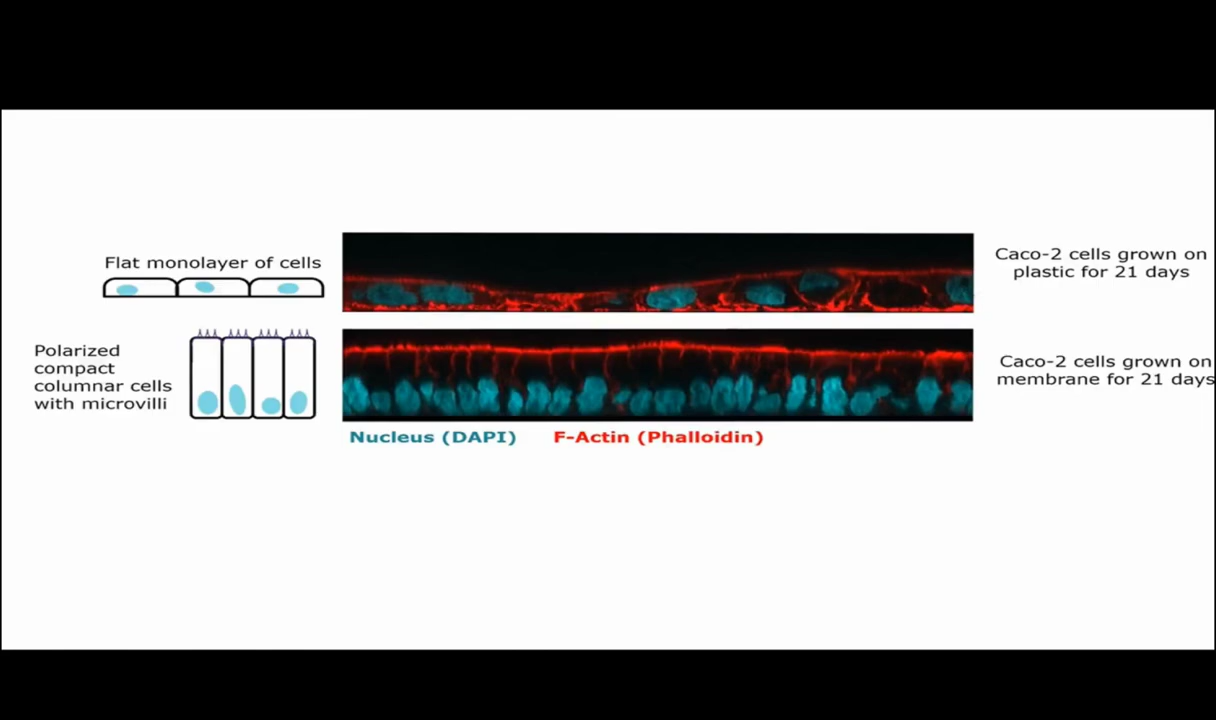 Flat monolayer of cells
Caco-2 cells grown on
plastic for 21 days
Polarized
compact
columnar cells
with microvilli
Caco-2 cells grown on
membrane for 21 days
Nucleus (DAPI) F-Actin (Phalloidin)